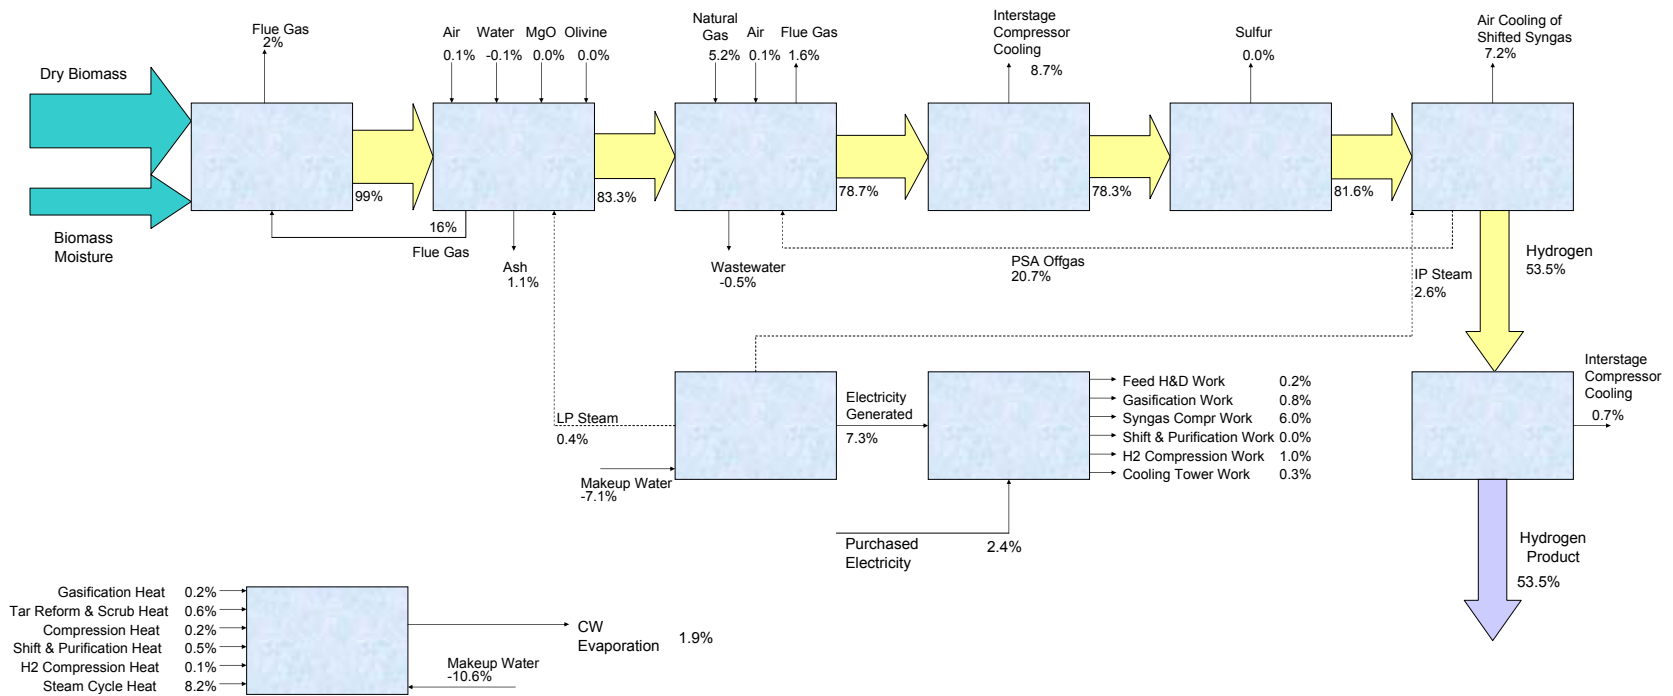 Flue Gas
2%
Air
0.1%
Water
-0.1%
MgO
0.0%
Olivine
0.0%
Natural
Gas
5.2%
Air
0.1%
Flue Gas
1.6%
Interstage
Compressor
Cooling
8.7%
Sulfur
0.0%
Air Cooling of
Shifted Syngas
7.2%
Dry Biomass
Biomass
Moisture
99%
83.3%
78.7%
78.3%
81.6%
16%
Flue Gas
Ash
1.1%
Wastewater
-0.5%
PSA Offgas
20.7%
IP Steam
2.6%
Hydrogen
53.5%
LP Steam
0.4%
Makeup Water
-7.1%
Electricity
Generated
7.3%
Feed H&D Work 0.2%
Gasification Work 0.8%
Syngas Compr Work 6.0%
Shift & Purification Work 0.0%
H2 Compression Work 1.0%
Cooling Tower Work 0.3%
Interstage
Compressor
Cooling
0.7%
Purchased
Electricity
2.4%
Hydrogen
Product
53.5%
Gasification Heat 0.2%
Tar Reform & Scrub Heat 0.6%
Compression Heat 0.2%
Shift & Purification Heat 0.5%
H2 Compression Heat 0.1%
Steam Cycle Heat 8.2%
CW
Evaporation
1.9%
Makeup Water
-10.6%